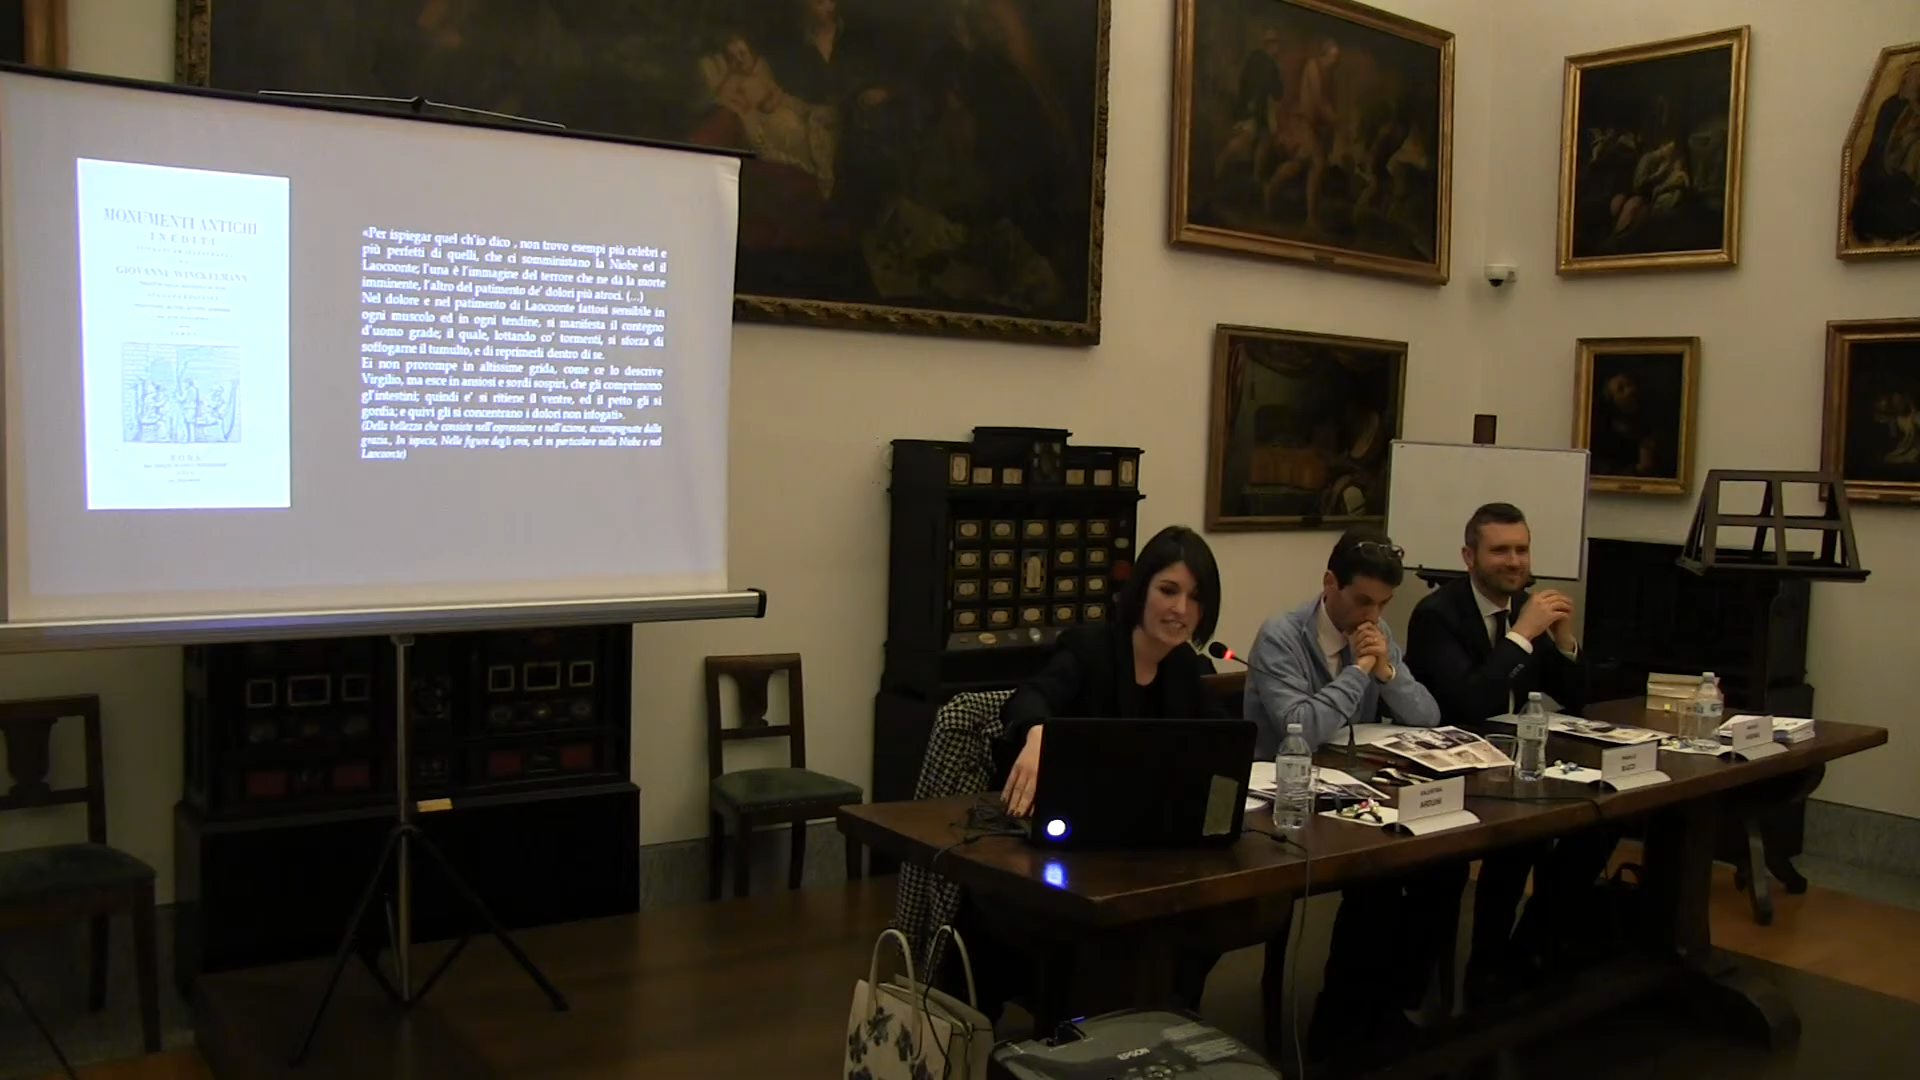 MONUMENTI ANTICHI
INEDITI
GIOVANNI WINCKELMANN
ROMA
«Per ispiegar quel ch'io dico , non trovo esempi più celebri e
più perfetti di quelli, che ci somministano la Niobe ed il
Laocoonte; l'una è l'immagine del terrore che ne dà la morte
imminente, l'altro del patimento de' dolori più atroci. (...)
Nel dolore e nel patimento di Laocoonte fattosi sensibile in
ogni muscolo ed in ogni tendine, si manifesta il contegno
d'uomo grade; il quale, lottando co' tormenti, si sforza di
soffogarne il tumulto, e di reprimerli dentro di se.
Ei non prorompe in altissime grida, come ce lo descrive
Virgilio, ma esce in ansiosi e sordi sospiri, che gli comprimono
gl'intestini; quindi e' si ritiene il ventre, ed il petto gli si
gonfia; e quivi gli si concentrano i dolori non isfogati».
(Della bellezza che consiste nell'espressione e nell'azione, accompagnate dalla
grazia., In ispecie, Nelle figure degli eroi, ed in particolare nella Niobe e nel
Laocoonte)
VALENTINA
ARDUINI
EPSON